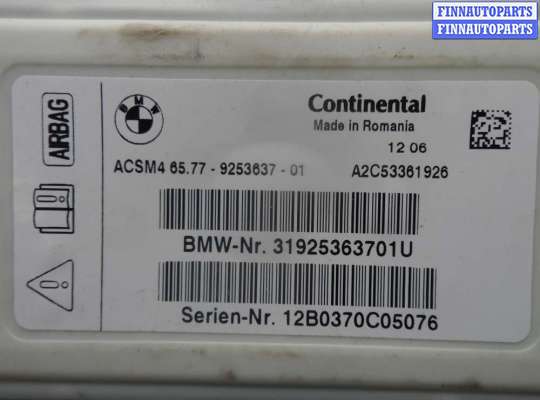 FINNAUTOPARTS
FINNAUTOPARTS
AIRBAG
BMW
Continental
Made in Romania
12 06
ACSM4 65.77 - 9253637 - 01
A2C53361926
BMW-Nr. 31925363701U
Serien-Nr. 12B0370C05076